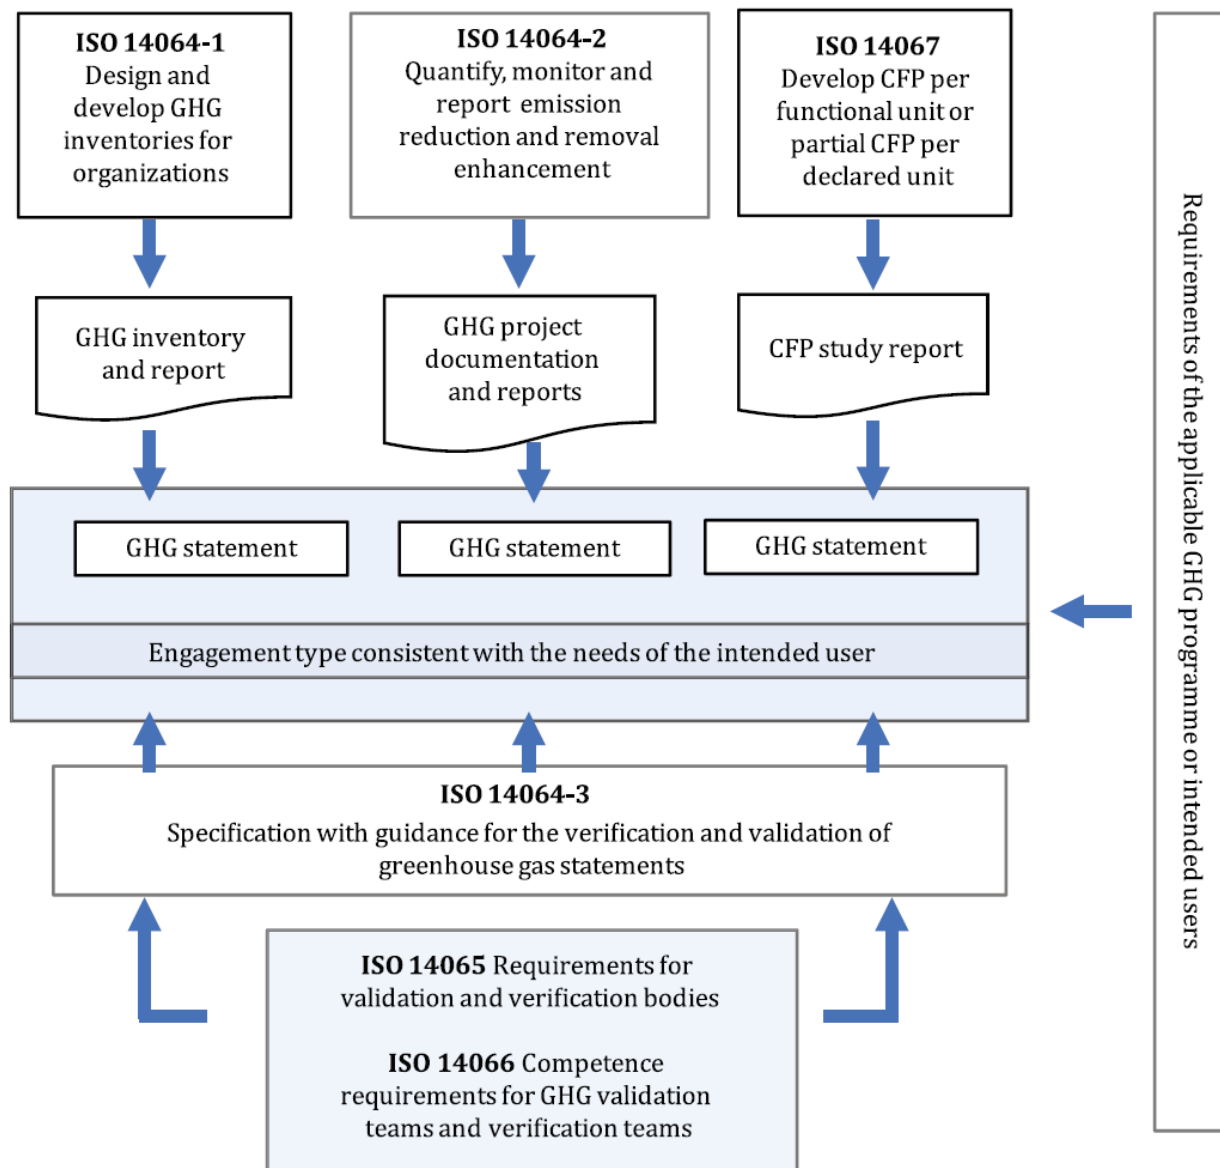 ISO 14064-1
Design and
develop GHG
inventories for
organizations
ISO 14064-2
Quantify, monitor and
report emission
reduction and removal
enhancement
ISO 14067
Develop CFP per
functional unit or
partial CFP per
declared unit
GHG inventory
and report
GHG project
documentation
and reports
CFP study report
GHG statement
GHG statement
GHG statement
Engagement type consistent with the needs of the intended user
ISO 14064-3
Specification with guidance for the verification and validation of
greenhouse gas statements
ISO 14065 Requirements for
validation and verification bodies
ISO 14066 Competence
requirements for GHG validation
teams and verification teams
Requirements of the applicable GHG programme or intended users